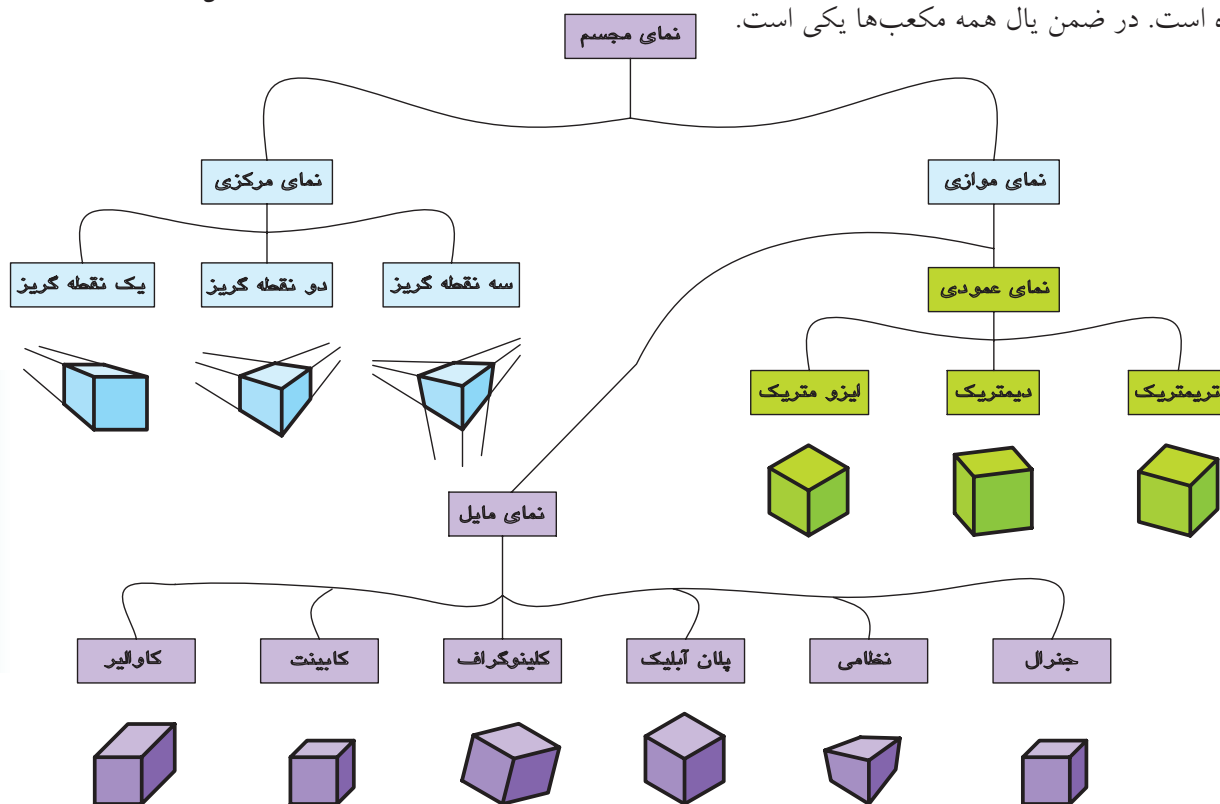 ه است. در ضمن یال همه مکعب‌ها یکی است.
نمای مجسم
نمای موازی
نمای مرکزی
سه نقطه گریز
دو نقطه گریز
یک نقطه گریز
نمای عمودی
تریمتریک
دیمتریک
ایزو متریک
نمای مایل
جنرال
نظامی
پلان آبلیک
کلینوگراف
کابینت
کاوالیر